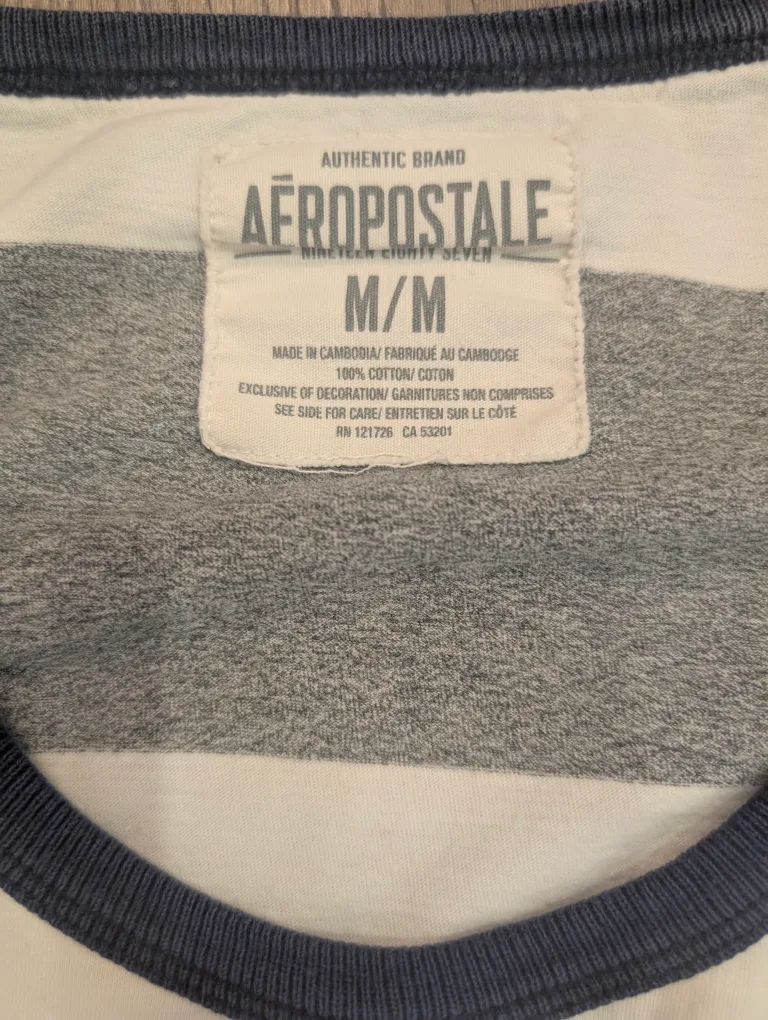 AUTHENTIC BRAND
AÉROPOSTALE
NINETEEN EIGHTY SEVEN
M/M
MADE IN CAMBODIA/ FABRIQUÉ AU CAMBODGE
100% COTTON/ COTON
EXCLUSIVE OF DECORATION/ GARNITURES NON COMPRISES
SEE SIDE FOR CARE/ ENTRETIEN SUR LE CÔTÉ
RN 121726 CA 53201